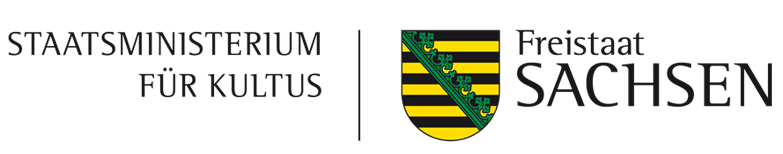 STAATSMINISTERIUM
FÜR KULTUS
Freistaat
SACHSEN